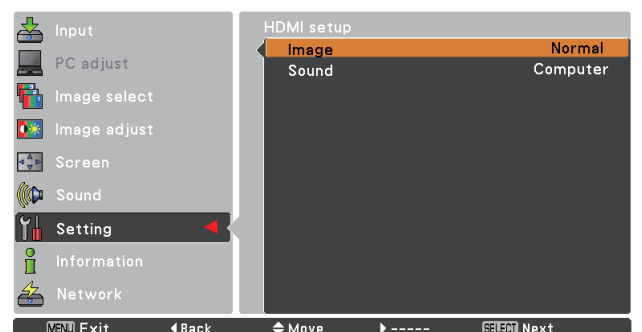 Input
PC adjust
Image select
Image adjust
Screen
Sound
Setting
Information
Network
HDMI setup
Image Normal
Sound Computer
MENU Exit Back Move ----- SELECT Next